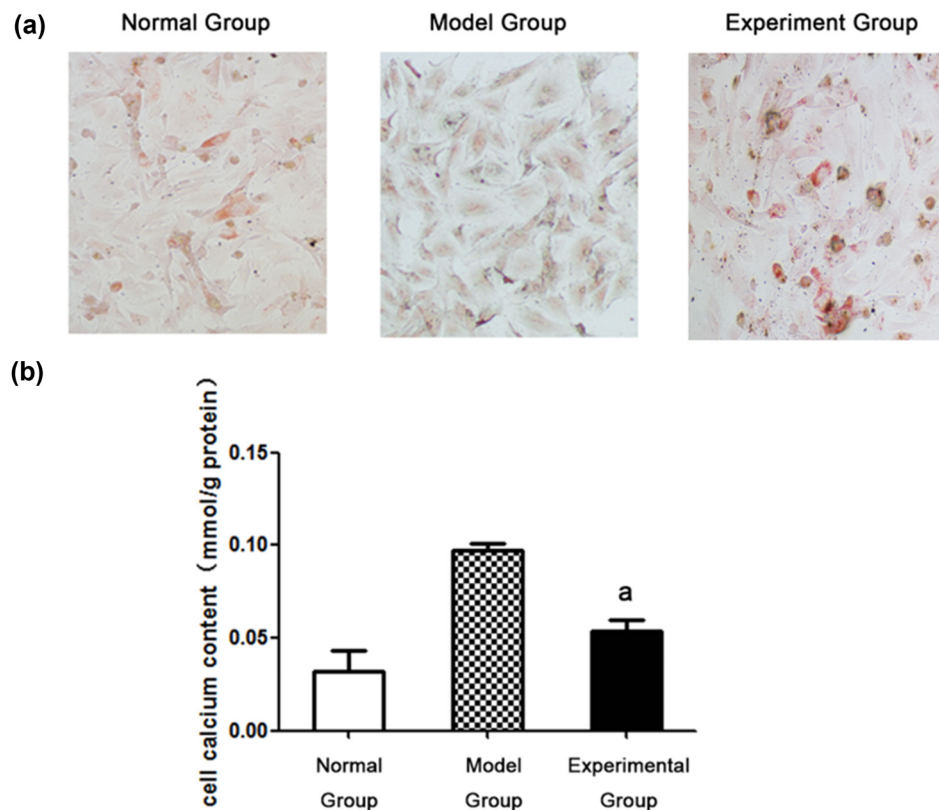 (a)
Normal Group
Model Group
Experiment Group
(b)
cell calcium content（mmol/g protein）
0.15
0.10
0.05
0.00
a
Normal
Group
Model
Group
Experimental
Group